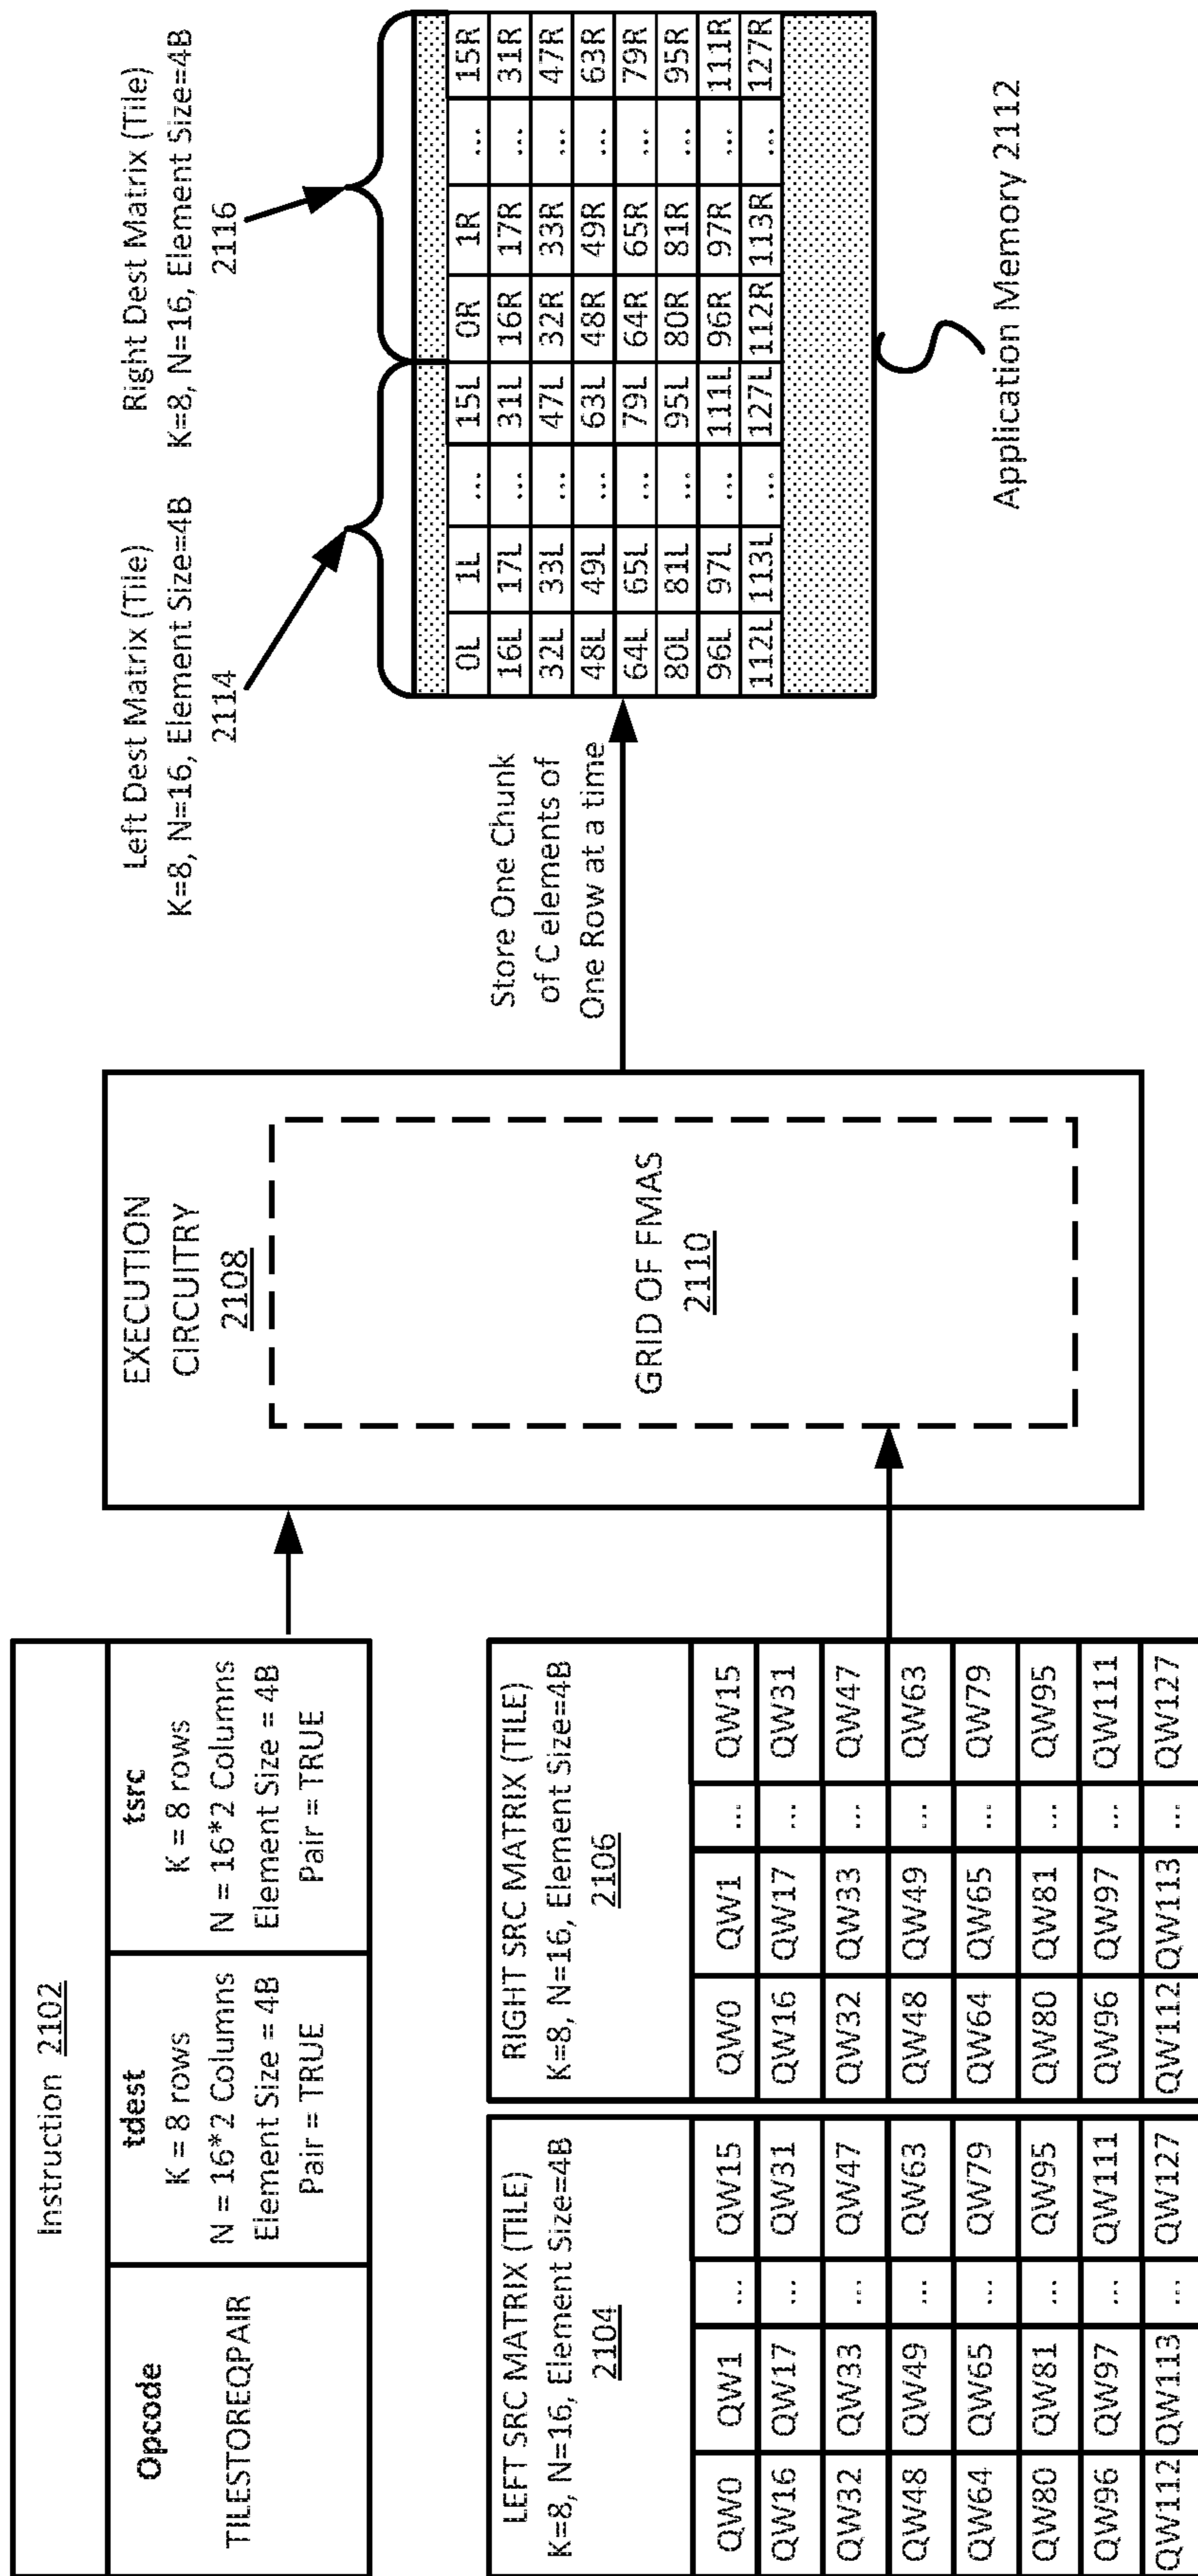 Instruction 2102
Opcode
TILESTOREQPAIR
tdest
K = 8 rows
N = 16*2 Columns
Element Size = 4B
Pair = TRUE
tsrc
K = 8 rows
N = 16*2 Columns
Element Size = 4B
Pair = TRUE
LEFT SRC MATRIX (TILE)
K=8, N=16, Element Size=4B
2104
QW0 QW1 ... QW15
QW16 QW17 ... QW31
QW32 QW33 ... QW47
QW48 QW49 ... QW63
QW64 QW65 ... QW79
QW80 QW81 ... QW95
QW96 QW97 ... QW111
QW112 QW113 ... QW127
RIGHT SRC MATRIX (TILE)
K=8, N=16, Element Size=4B
2106
QW0 QW1 ... QW15
QW16 QW17 ... QW31
QW32 QW33 ... QW47
QW48 QW49 ... QW63
QW64 QW65 ... QW79
QW80 QW81 ... QW95
QW96 QW97 ... QW111
QW112 QW113 ... QW127
EXECUTION
CIRCUITRY
2108
GRID OF FMAS
2110
Store One Chunk
of C elements of
One Row at a time
Left Dest Matrix (Tile)
K=8, N=16, Element Size=4B
2114
Right Dest Matrix (Tile)
K=8, N=16, Element Size=4B
2116
0L 1L ... 15L 0R 1R ... 15R
16L 17L ... 31L 16R 17R ... 31R
32L 33L ... 47L 32R 33R ... 47R
48L 49L ... 63L 48R 49R ... 63R
64L 65L ... 79L 64R 65R ... 79R
80L 81L ... 95L 80R 81R ... 95R
96L 97L ... 111L 96R 97R ... 111R
112L 113L ... 127L 112R 113R ... 127R
Application Memory 2112